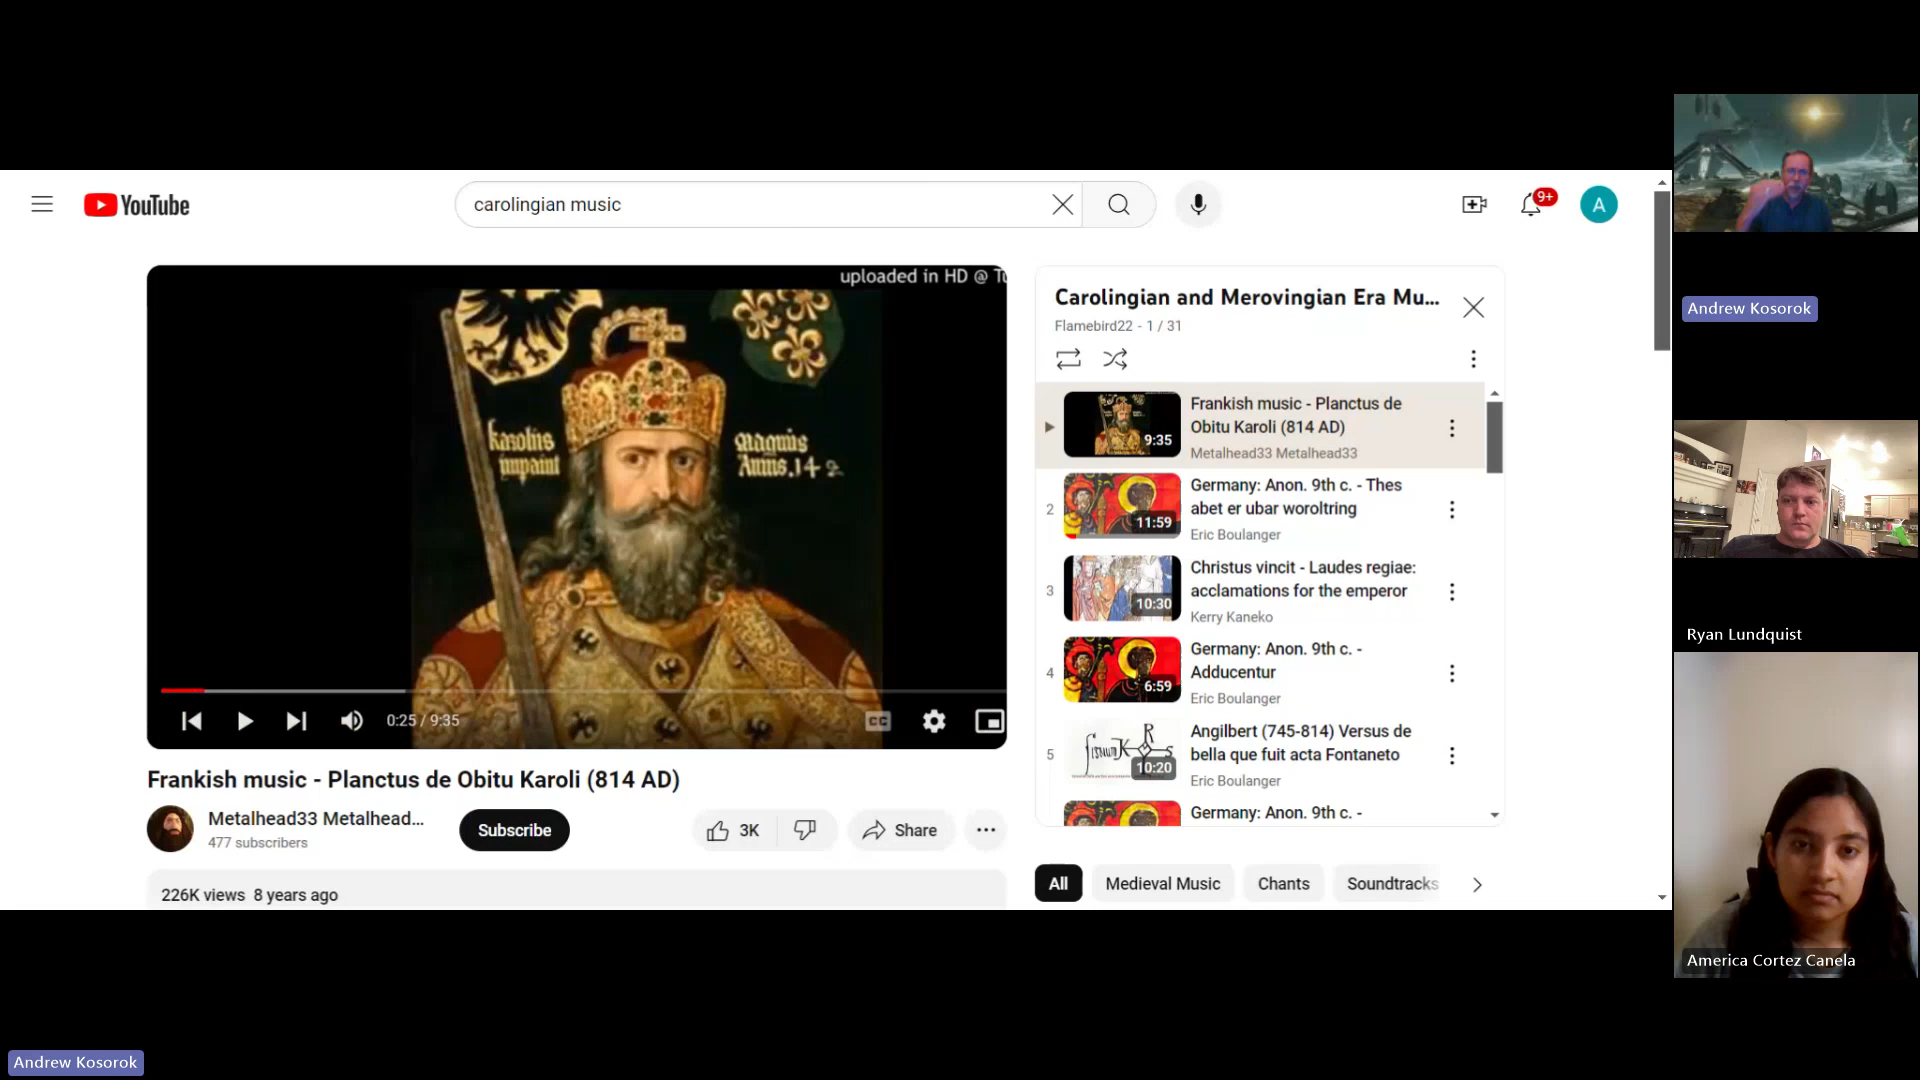 YouTube
carolingian music
9+
A
uploaded in HD @ Tu
karolus
magnus
impaint
Annis.14
0:25 / 9:35
CC
Frankish music - Planctus de Obitu Karoli (814 AD)
Metalhead33 Metalhead...
477 subscribers
Subscribe
3K
Share
226K views 8 years ago
Carolingian and Merovingian Era Mu...
Flamebird22 - 1 / 31
9:35
Frankish music - Planctus de
Obitu Karoli (814 AD)
Metalhead33 Metalhead33
2
11:59
Germany: Anon. 9th c. - Thes
abet er ubar woroltring
Eric Boulanger
3
10:30
Christus vincit - Laudes regiae:
acclamations for the emperor
Kerry Kaneko
4
6:59
Germany: Anon. 9th c. -
Adducentur
Eric Boulanger
5
10:20
Angilbert (745-814) Versus de
bella que fuit acta Fontaneto
Eric Boulanger
Germany: Anon. 9th c. -
All
Medieval Music
Chants
Soundtracks
Andrew Kosorok
Ryan Lundquist
America Cortez Canela
Andrew Kosorok